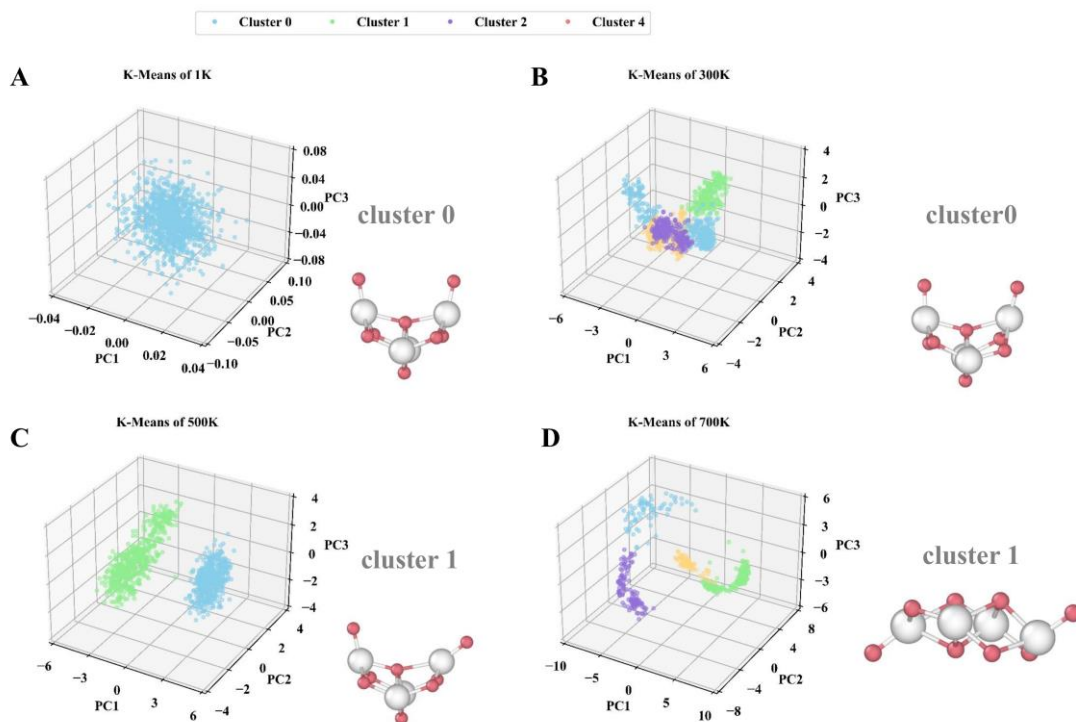 Cluster 0 Cluster 1 Cluster 2 Cluster 4
A
K-Means of 1K
0.08
0.04
0.00
−0.04
−0.08
PC3
0.10
0.05
0.00
−0.05
−0.10
PC2
−0.04
−0.02
0.00
0.02
0.04
PC1
cluster 0
B
K-Means of 300K
4
2
0
−2
−4
PC3
4
2
0
−2
−4
PC2
−6
−3
0
3
6
PC1
cluster0
C
K-Means of 500K
4
2
0
−2
−4
PC3
4
2
0
−2
−4
PC2
−6
−3
0
3
6
PC1
cluster 1
D
K-Means of 700K
6
3
0
−3
−6
PC3
8
4
0
−4
−8
PC2
−10
−5
0
5
10
PC1
cluster 1